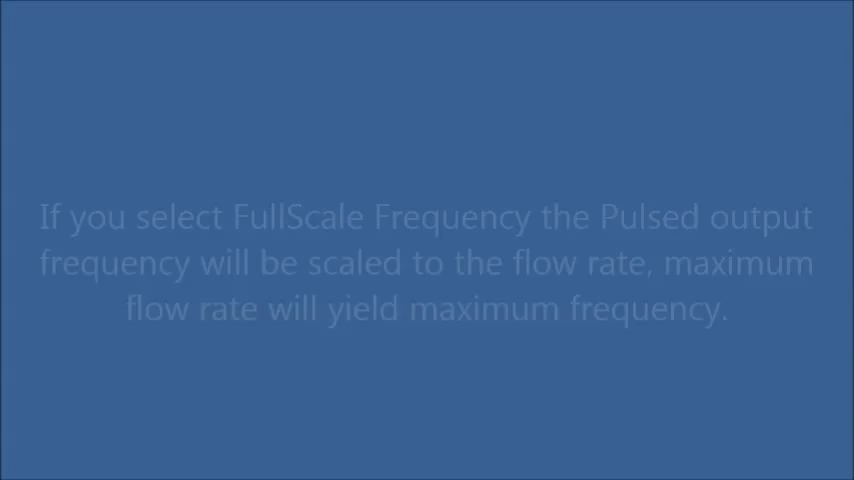 If you select FullScale Frequency the Pulsed output
frequency will be scaled to the flow rate, maximum
flow rate will yield maximum frequency.